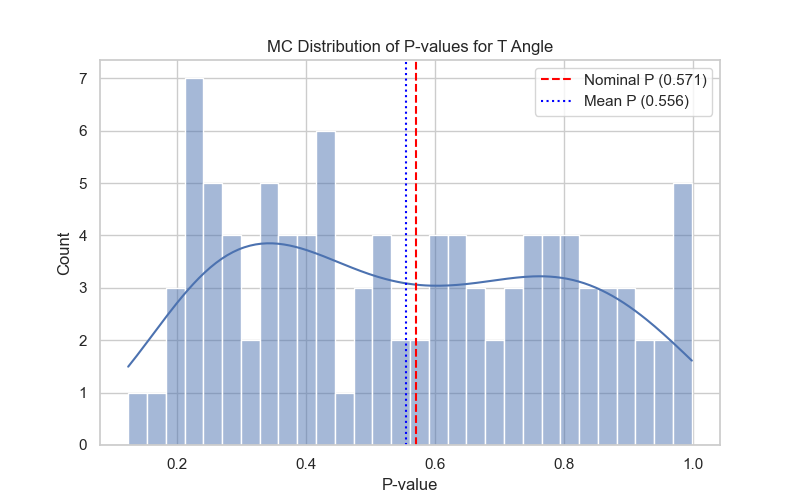 MC Distribution of P-values for T Angle
Nominal P (0.571)
Mean P (0.556)
Count
7
6
5
4
3
2
1
0
0.2 0.4 0.6 0.8 1.0
P-value